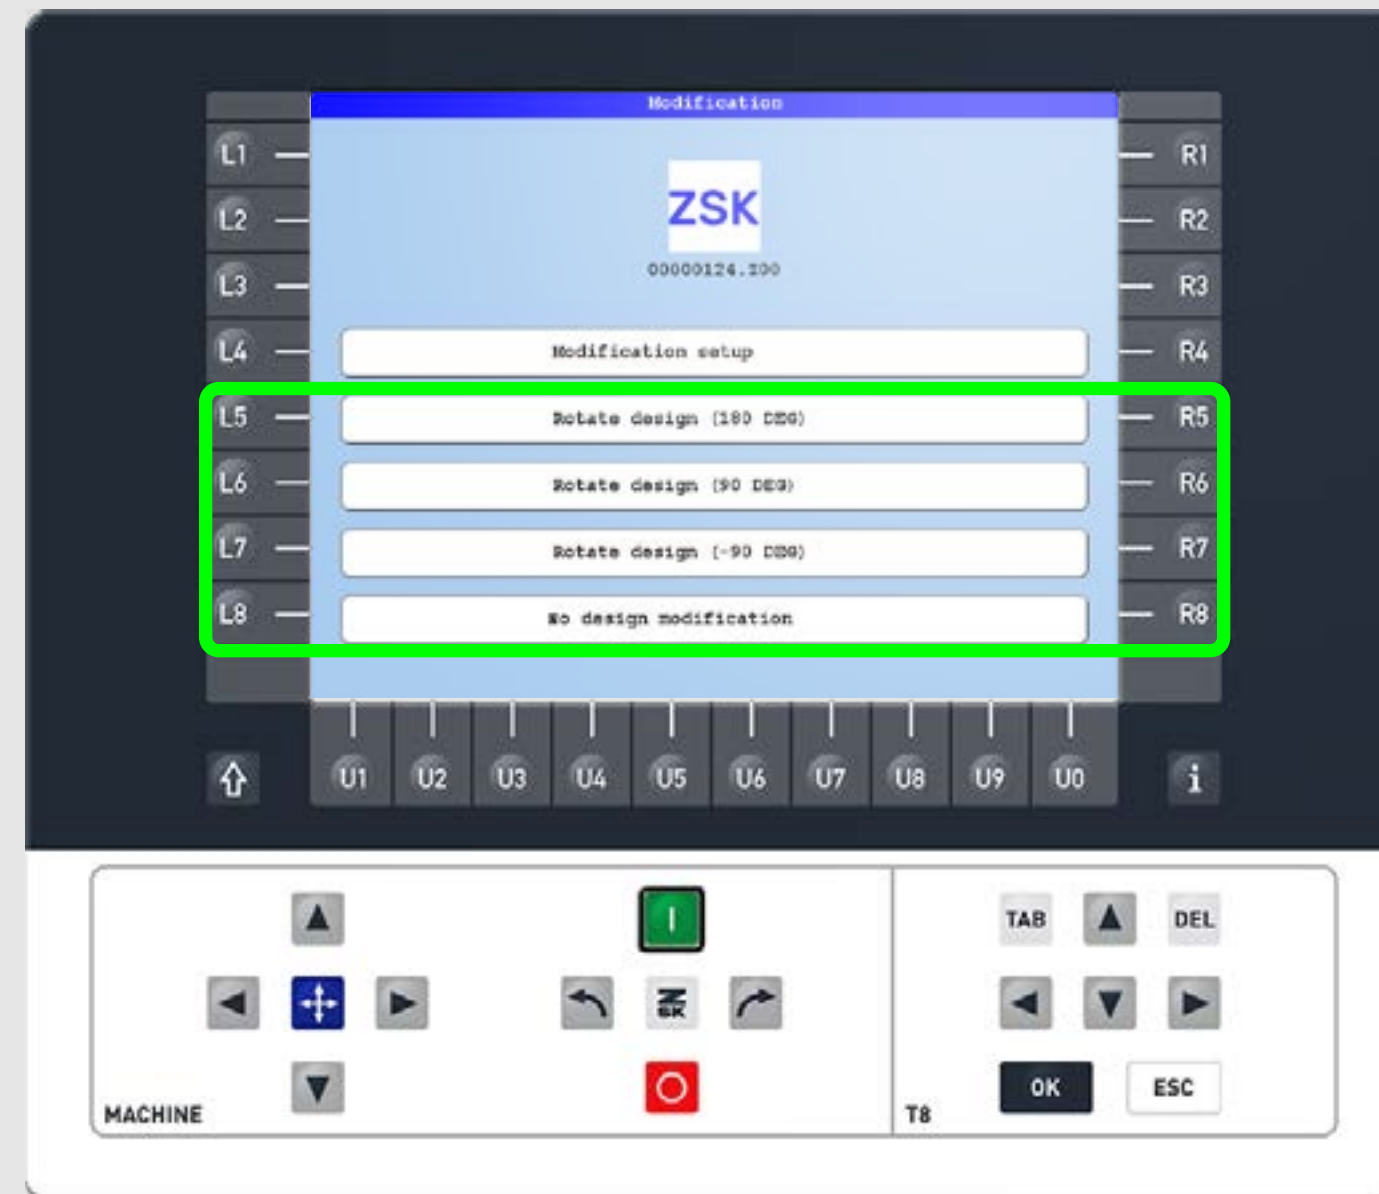 Modification
L1 R1
ZSK
L2 R2
00000124.Z00
L3 R3
L4 Modification setup R4
L5 Rotate design (180 DEG) R5
L6 Rotate design (90 DEG) R6
L7 Rotate design (-90 DEG) R7
L8 No design modification R8
U1 U2 U3 U4 U5 U6 U7 U8 U9 U0 i
I TAB DEL
ZSK
OK ESC
MACHINE T8